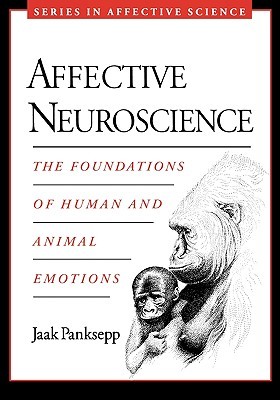 SERIES IN AFFECTIVE SCIENCE
AFFECTIVE
NEUROSCIENCE
THE FOUNDATIONS
OF HUMAN AND
ANIMAL
EMOTIONS
Jaak Panksepp